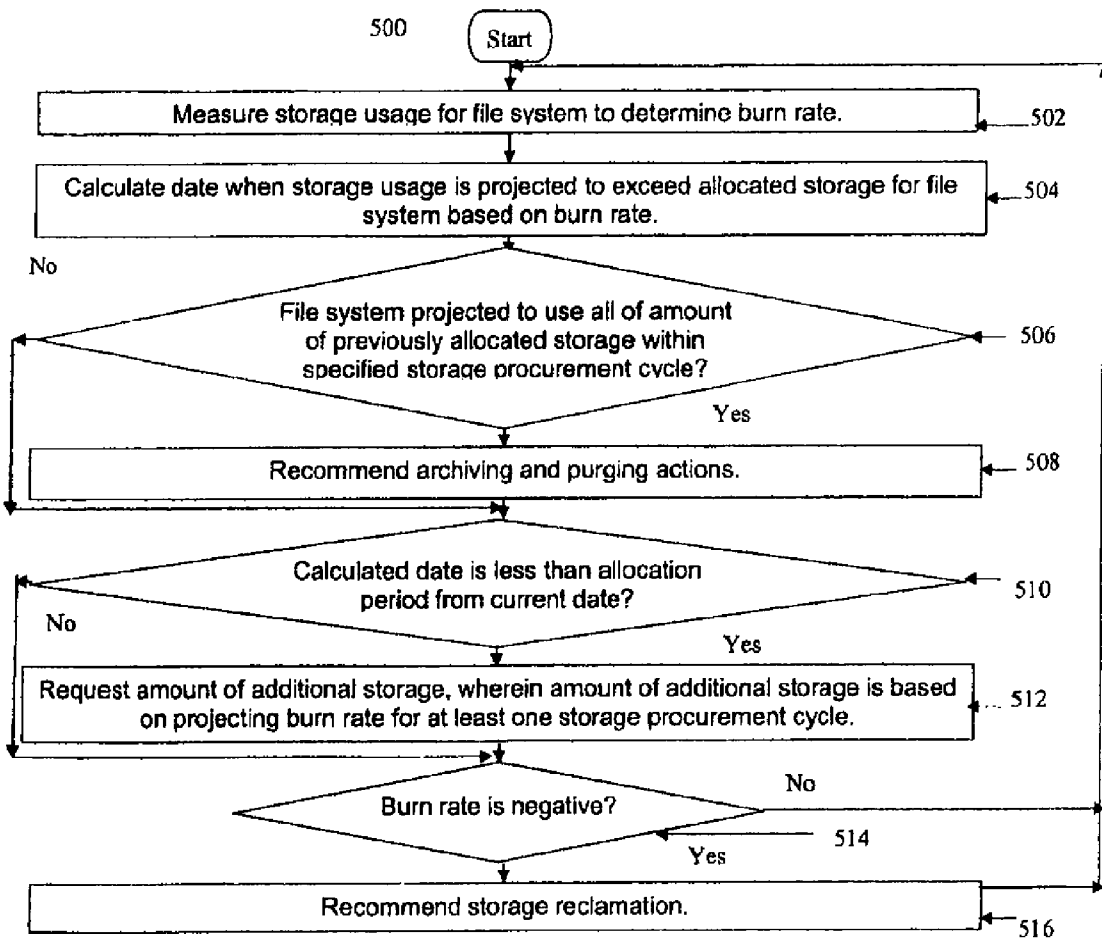 500
Start
Measure storage usage for file system to determine burn rate.
502
Calculate date when storage usage is projected to exceed allocated storage for file
system based on burn rate.
504
No
File system projected to use all of amount
of previously allocated storage within
specified storage procurement cycle?
506
Yes
Recommend archiving and purging actions.
508
Calculated date is less than allocation
period from current date?
510
No
Yes
Request amount of additional storage, wherein amount of additional storage is based
on projecting burn rate for at least one storage procurement cycle.
512
Burn rate is negative?
No
514
Yes
Recommend storage reclamation.
516